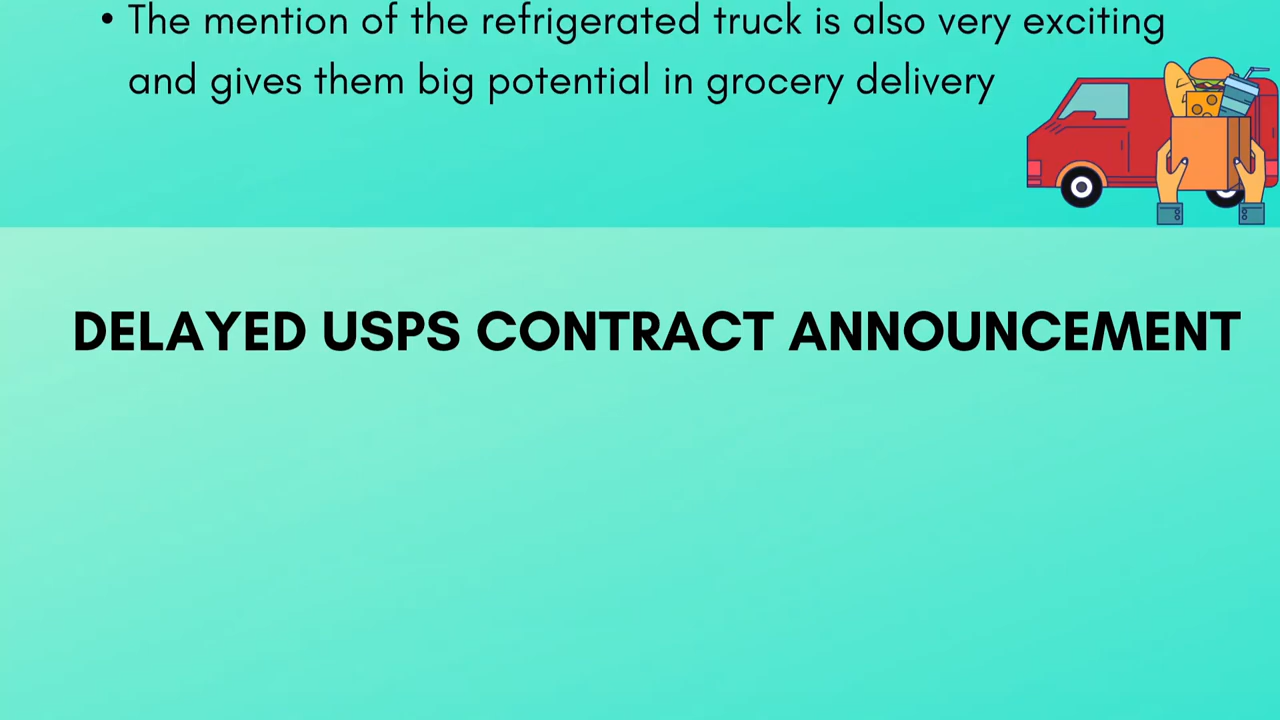 • The mention of the refrigerated truck is also very exciting
and gives them big potential in grocery delivery
DELAYED USPS CONTRACT ANNOUNCEMENT